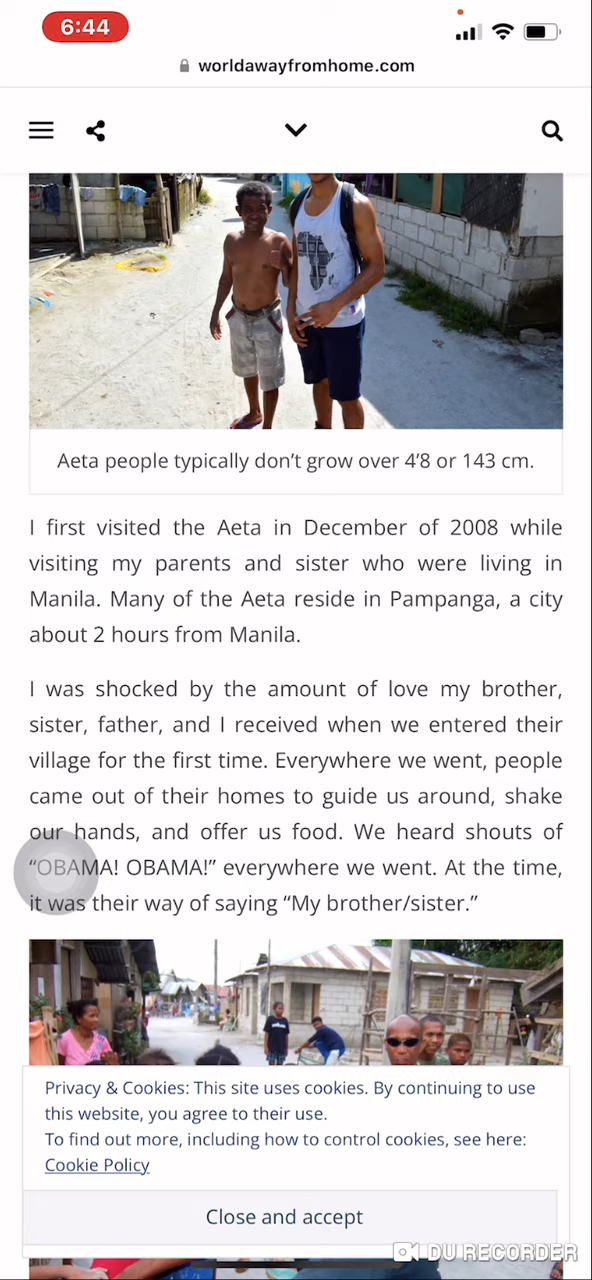 6:44
worldawayfromhome.com
Aeta people typically don't grow over 4'8 or 143 cm.
I first visited the Aeta in December of 2008 while
visiting my parents and sister who were living in
Manila. Many of the Aeta reside in Pampanga, a city
about 2 hours from Manila.
I was shocked by the amount of love my brother,
sister, father, and I received when we entered their
village for the first time. Everywhere we went, people
came out of their homes to guide us around, shake
our hands, and offer us food. We heard shouts of
“OBAMA! OBAMA!” everywhere we went. At the time,
it was their way of saying “My brother/sister.”
Privacy & Cookies: This site uses cookies. By continuing to use
this website, you agree to their use.
To find out more, including how to control cookies, see here:
Cookie Policy
Close and accept
DU RECORDER